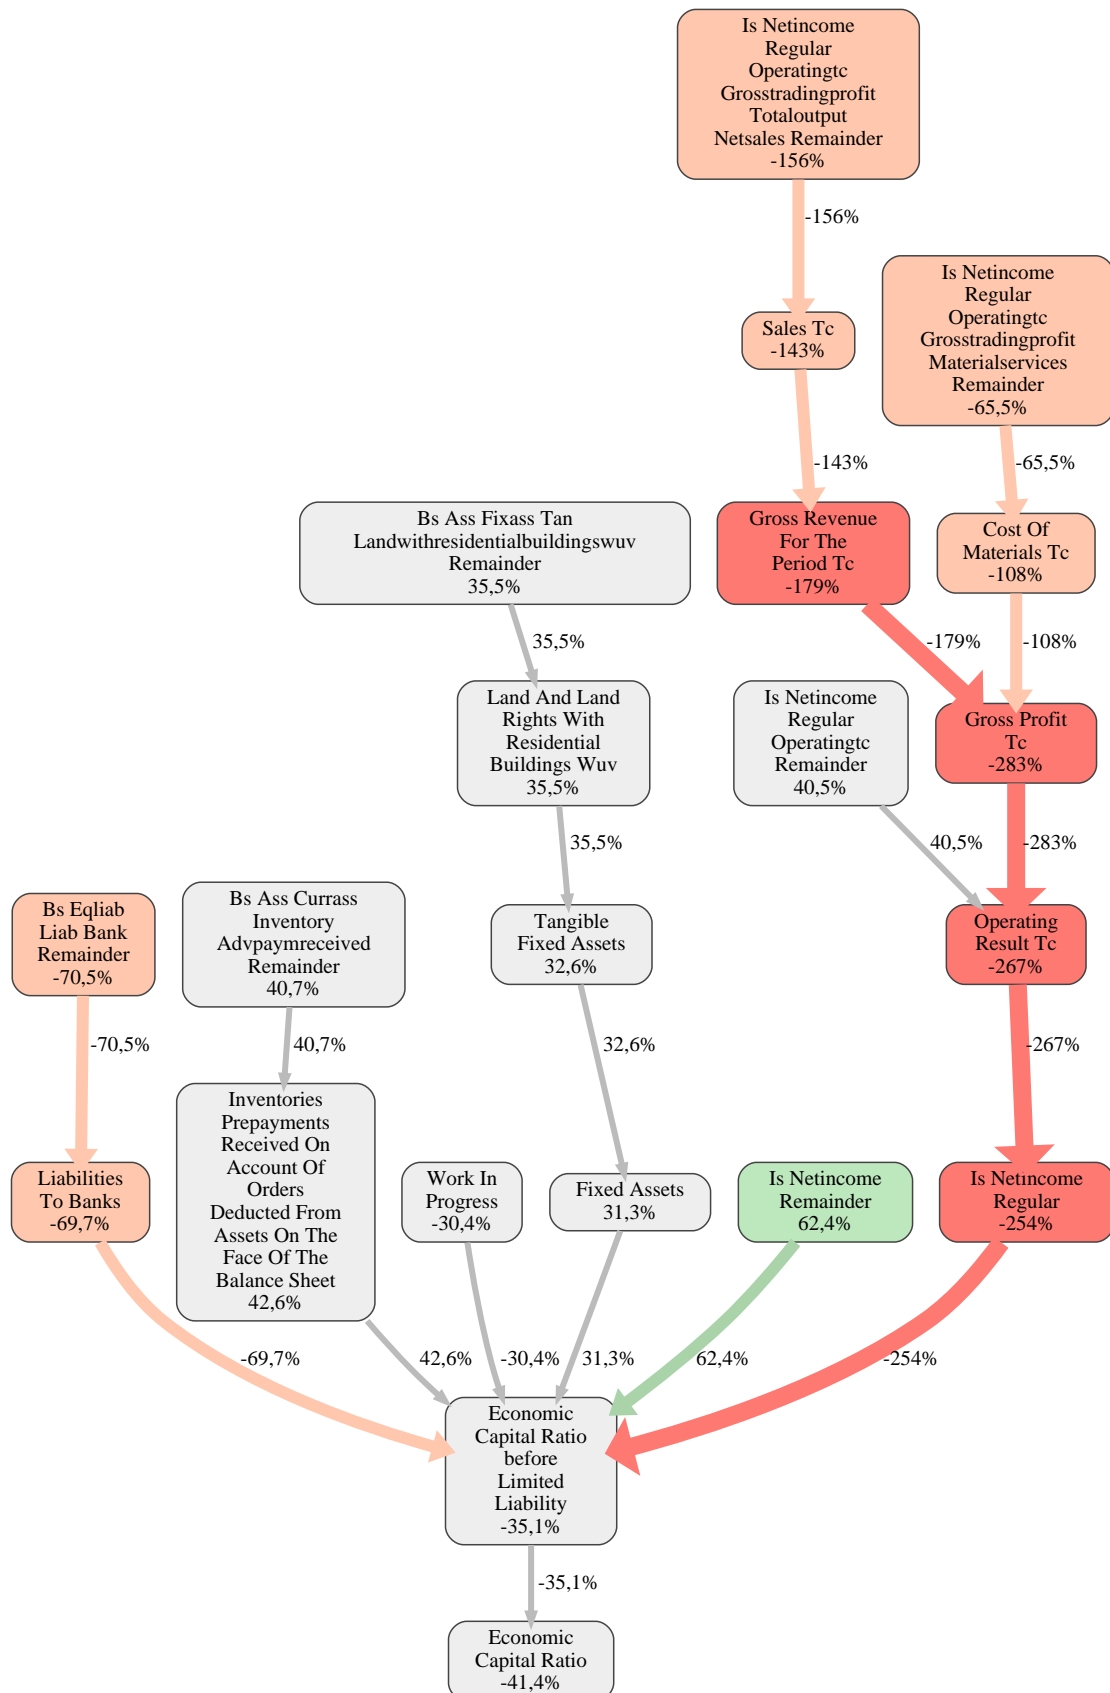 Is Netincome
Regular
Operatingtc
Grosstradingprofit
Totaloutput
Netsales Remainder
-156%
-156%
Is Netincome
Regular
Operatingtc
Grosstradingprofit
Materialservices
Remainder
-65,5%
Sales Tc
-143%
-143%
-65,5%
Bs Ass Fixass Tan
Landwithresidentialbuildingswuv
Remainder
35,5%
Gross Revenue
For The
Period Tc
-179%
Cost Of
Materials Tc
-108%
35,5%
-179%
-108%
Land And Land
Rights With
Residential
Buildings Wuv
35,5%
Is Netincome
Regular
Operatingtc
Remainder
40,5%
Gross Profit
Tc
-283%
35,5%
40,5%
-283%
Bs Eqliab
Liab Bank
Remainder
-70,5%
Bs Ass Currass
Inventory
Advpaymreceived
Remainder
40,7%
Tangible
Fixed Assets
32,6%
Operating
Result Tc
-267%
-70,5%
40,7%
32,6%
-267%
Liabilities
To Banks
-69,7%
Inventories
Prepayments
Received On
Account Of
Orders
Deducted From
Assets On The
Face Of The
Balance Sheet
42,6%
Work In
Progress
-30,4%
Fixed Assets
31,3%
Is Netincome
Remainder
62,4%
Is Netincome
Regular
-254%
-69,7%
42,6%
-30,4%
31,3%
62,4%
-254%
Economic
Capital Ratio
before
Limited
Liability
-35,1%
-35,1%
Economic
Capital Ratio
-41,4%